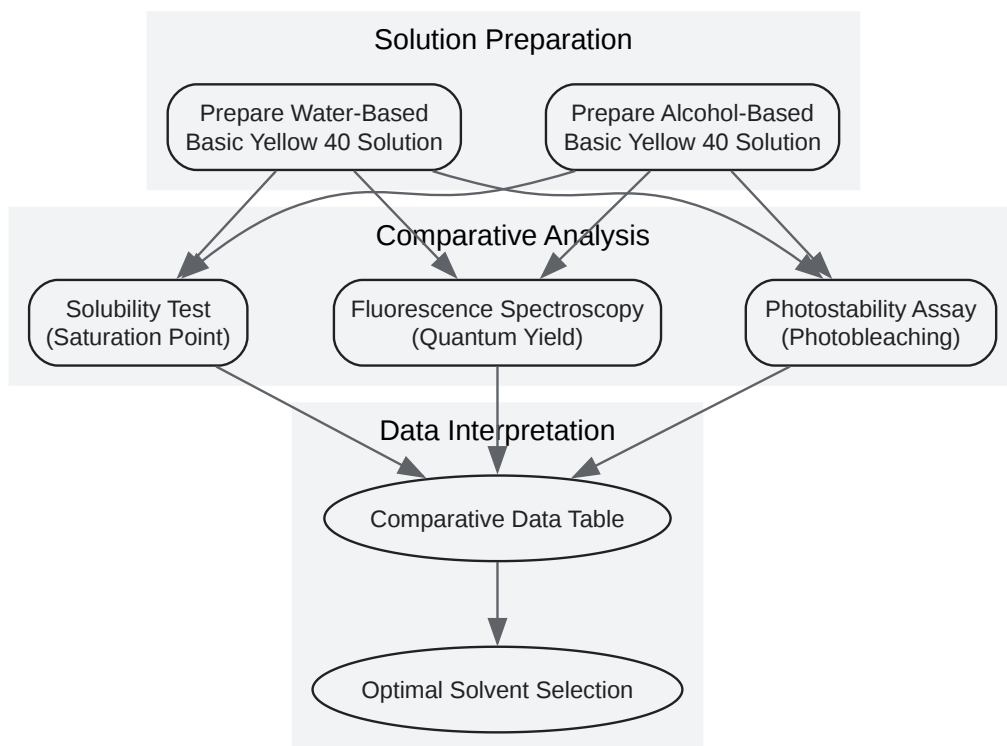 Solution Preparation
Prepare Water-Based
Basic Yellow 40 Solution
Prepare Alcohol-Based
Basic Yellow 40 Solution
Comparative Analysis
Solubility Test
(Saturation Point)
Fluorescence Spectroscopy
(Quantum Yield)
Photostability Assay
(Photobleaching)
Data Interpretation
Comparative Data Table
Optimal Solvent Selection